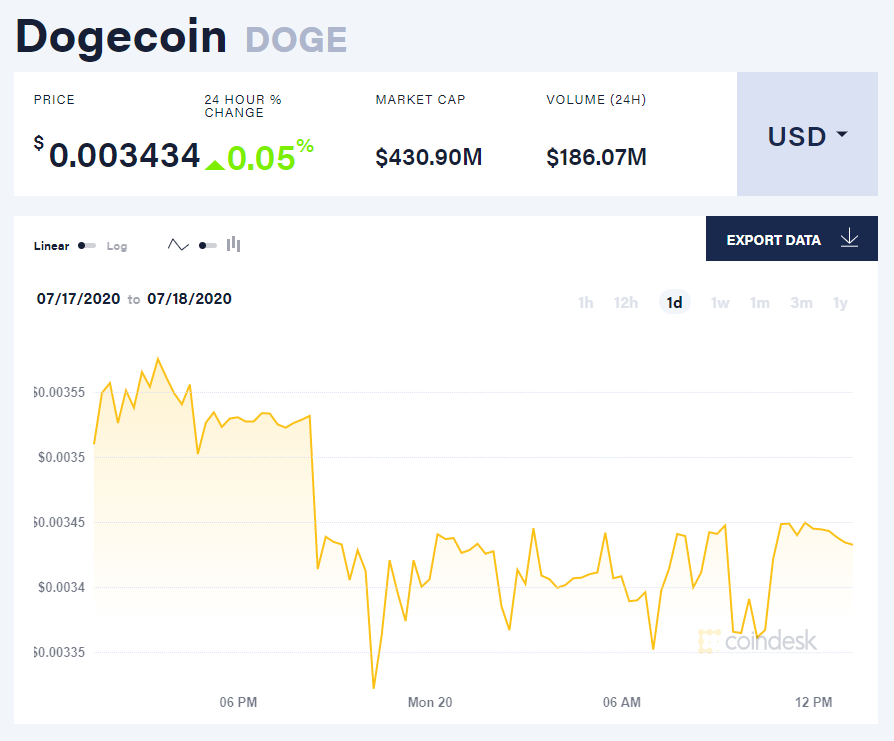 Dogecoin DOGE
PRICE
24 HOUR %
CHANGE
MARKET CAP
VOLUME (24H)
$0.003434
0.05%
$430.90M
$186.07M
USD
Linear Log
EXPORT DATA
07/17/2020 to 07/18/2020
1h 12h 1d 1w 1m 3m 1y
$0.00355
$0.0035
$0.00345
$0.0034
$0.00335
coindesk
06 PM Mon 20 06 AM 12 PM